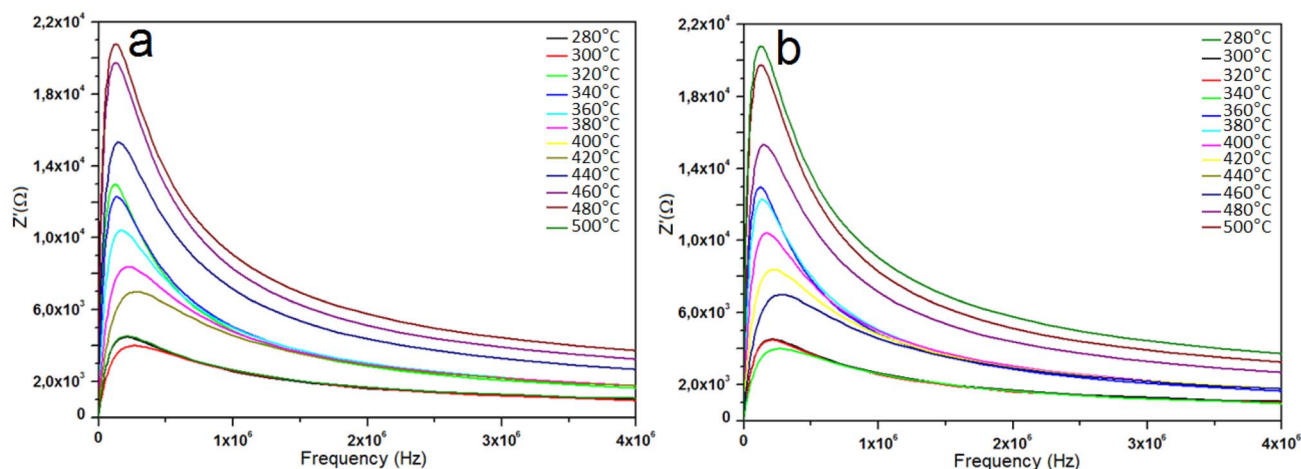 a
2,2x10⁴
1,8x10⁴
1,4x10⁴
1,0x10⁴
6,0x10³
2,0x10³
0
Z'(Ω)
0
1x10⁶
2x10⁶
3x10⁶
4x10⁶
Frequency (Hz)
280°C
300°C
320°C
340°C
360°C
380°C
400°C
420°C
440°C
460°C
480°C
500°C
b
2,2x10⁴
1,8x10⁴
1,4x10⁴
1,0x10⁴
6,0x10³
2,0x10³
0
Z'(Ω)
0
1x10⁶
2x10⁶
3x10⁶
4x10⁶
Frequency (Hz)
280°C
300°C
320°C
340°C
360°C
380°C
400°C
420°C
440°C
460°C
480°C
500°C